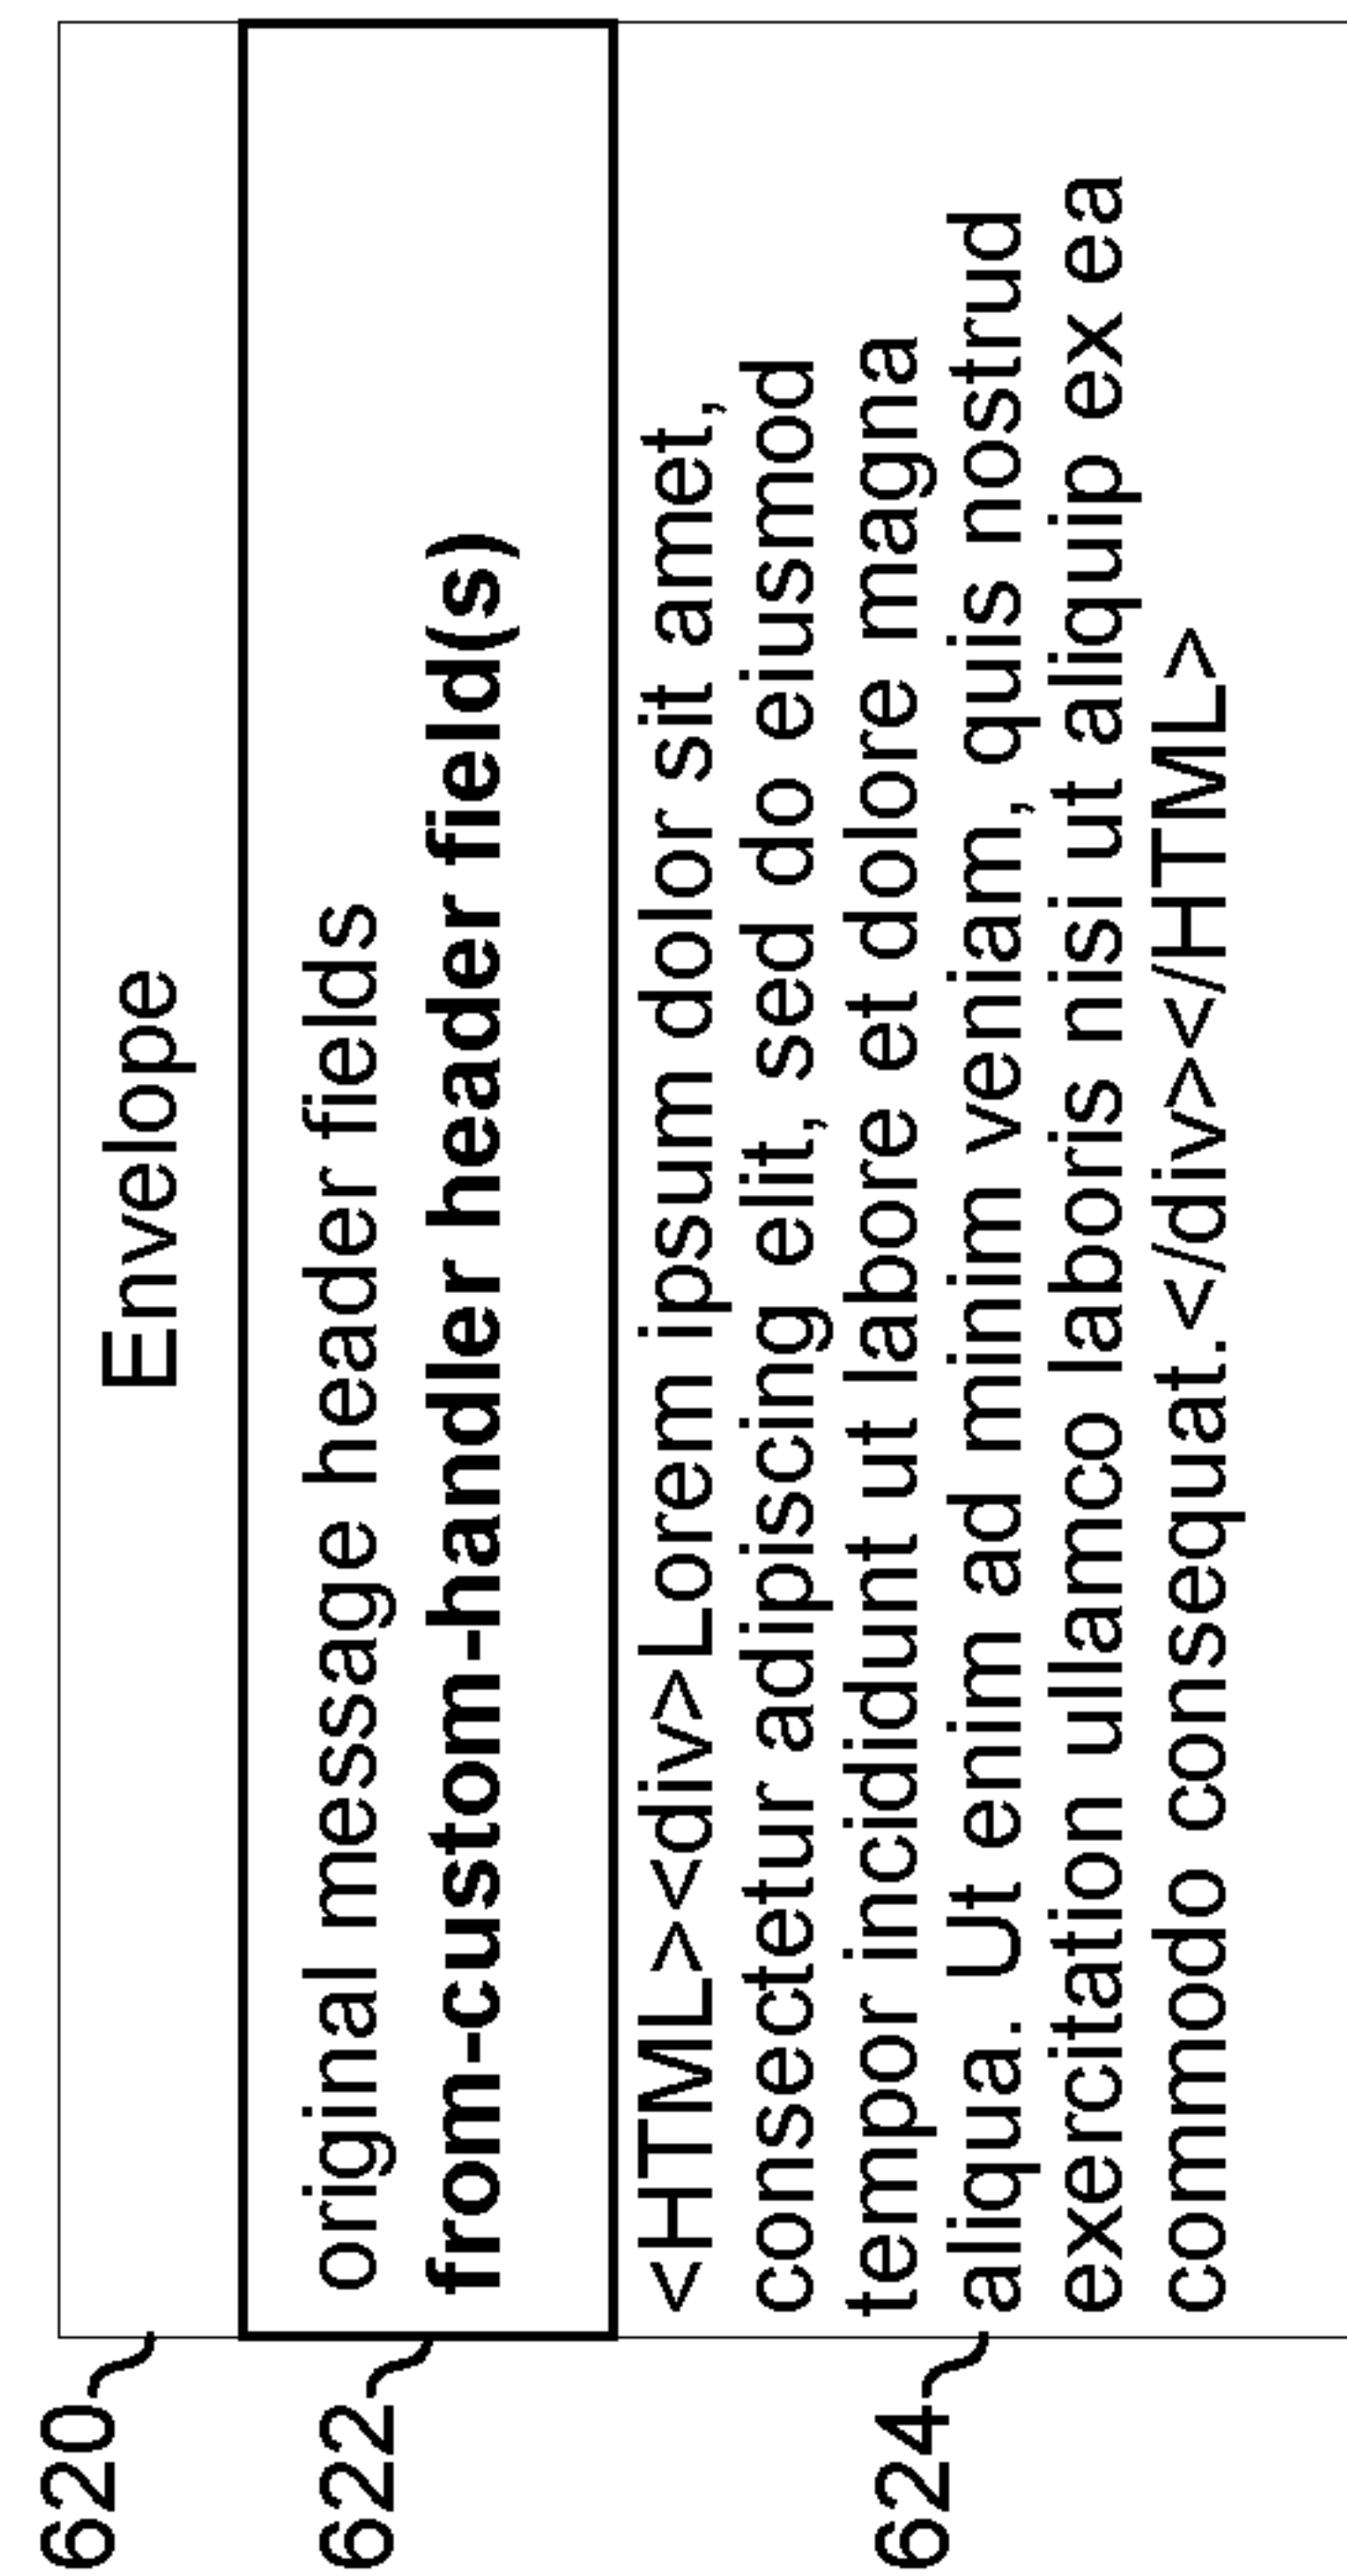 620
Envelope
622
original message header fields
from-custom-handler header field(s)
624
<HTML><div>Lorem ipsum dolor sit amet,
consectetur adipiscing elit, sed do eiusmod
tempor incididunt ut labore et dolore magna
aliqua. Ut enim ad minim veniam, quis nostrud
exercitation ullamco laboris nisi ut aliquip ex ea
commodo consequat.</div></HTML>